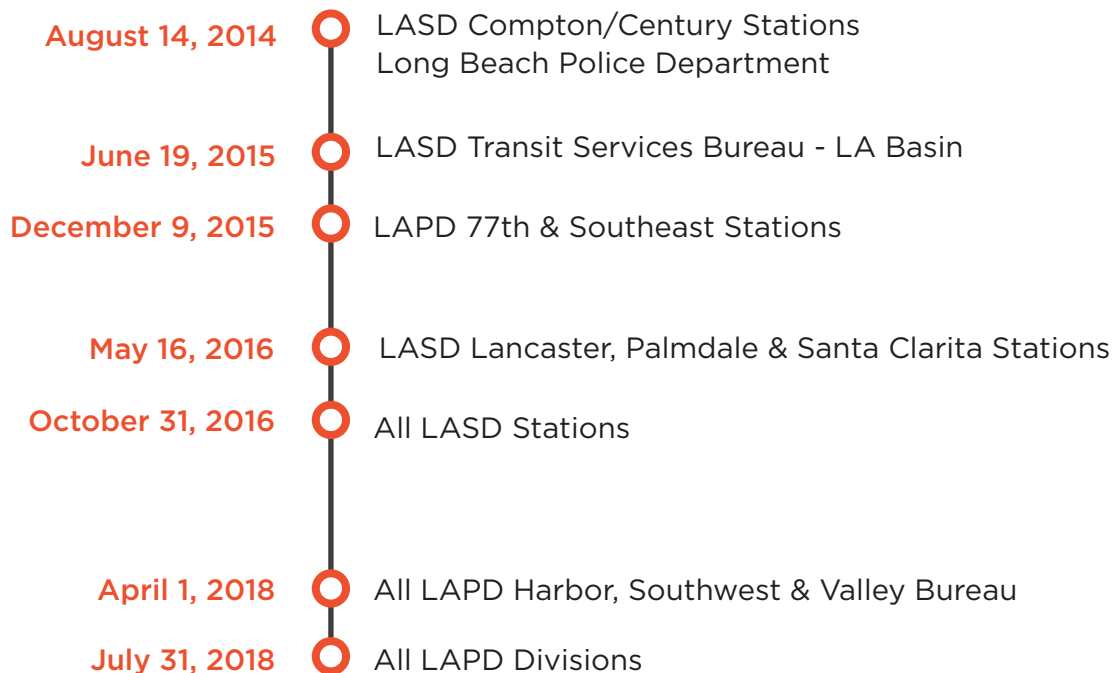 August 14, 2014
LASD Compton/Century Stations
Long Beach Police Department
June 19, 2015
LASD Transit Services Bureau - LA Basin
December 9, 2015
LAPD 77th & Southeast Stations
May 16, 2016
LASD Lancaster, Palmdale & Santa Clarita Stations
October 31, 2016
All LASD Stations
April 1, 2018
All LAPD Harbor, Southwest & Valley Bureau
July 31, 2018
All LAPD Divisions